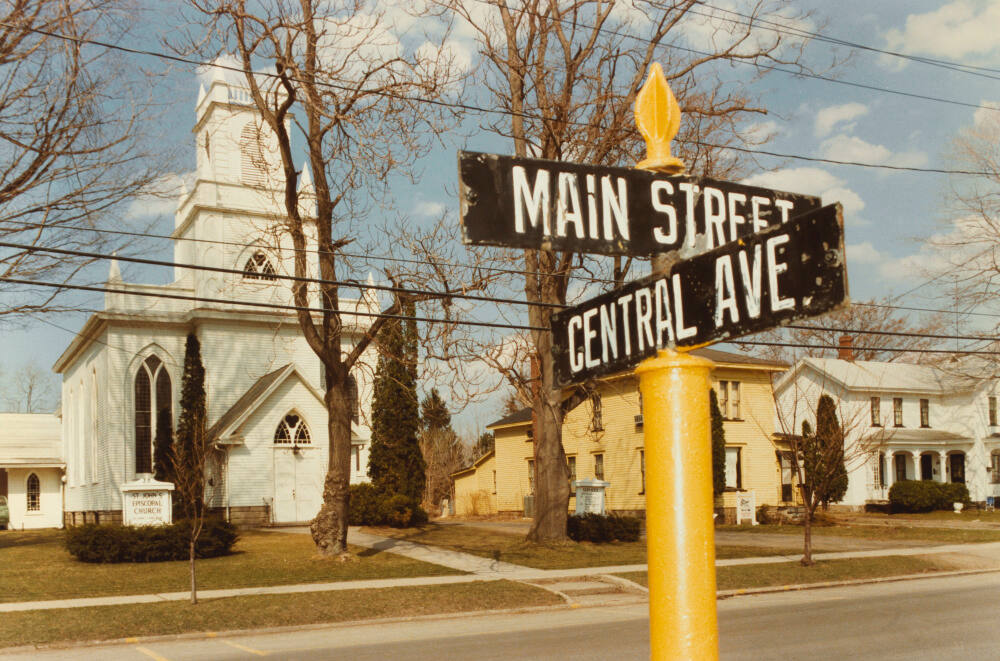 MAiN STREET
CENTRAL AVE.
ST. JOHN'S
EPISCOPAL
CHURCH